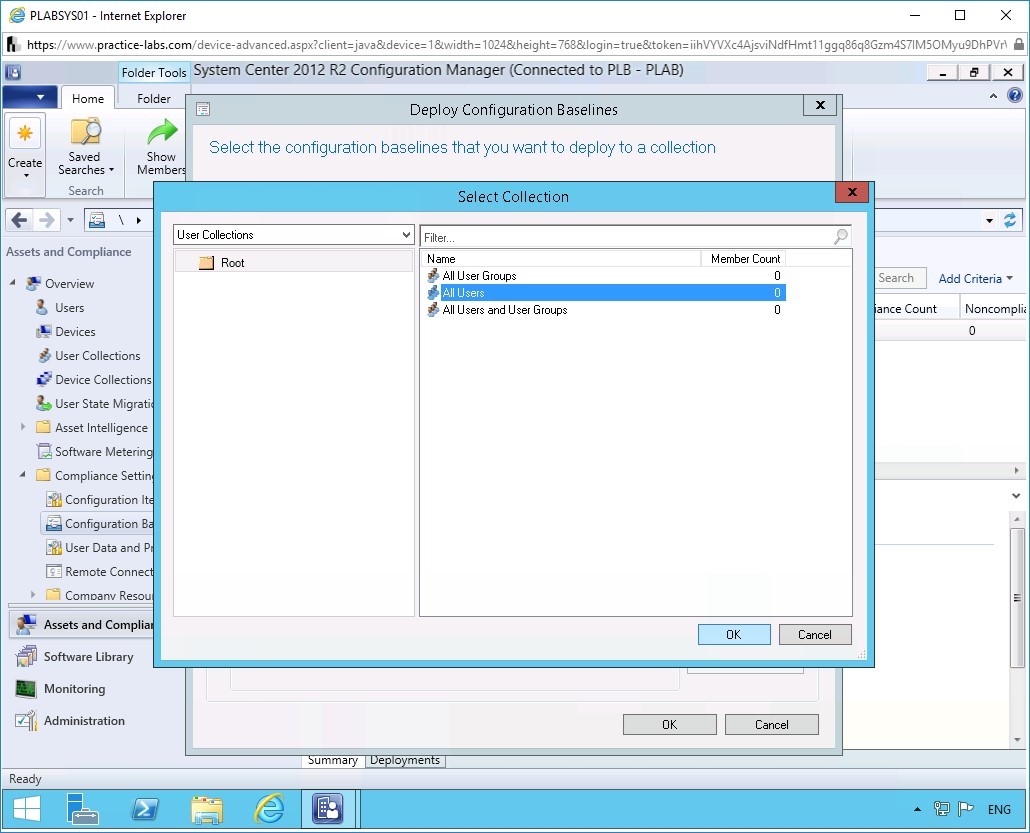 PLABSYS01 - Internet Explorer
https://www.practice-labs.com/device-advanced.aspx?client=java&device=1&width=1024&height=768&login=true&token=
Folder Tools
System Center 2012 R2 Configuration Manager (Connected to PLB - PLAB)
Home
Folder
Create
Saved
Searches
Search
Show
Members
Deploy Configuration Baselines
Select the configuration baselines that you want to deploy to a collection
Select Collection
\
User Collections
Filter...
Root
Name
Member Count
All User Groups
0
All Users
0
All Users and User Groups
0
OK
Cancel
Assets and Compliance
Overview
Users
Devices
User Collections
Device Collections
User State Migratio
Asset Intelligence
Software Metering
Compliance Setting
Configuration Ite
Configuration Ba
User Data and Pr
Remote Connect
Company Resou
Assets and Complian
Software Library
Monitoring
Administration
Search
Add Criteria
iance Count
Noncomplia
0
OK
Cancel
Summary
Deployments
Ready
ENG